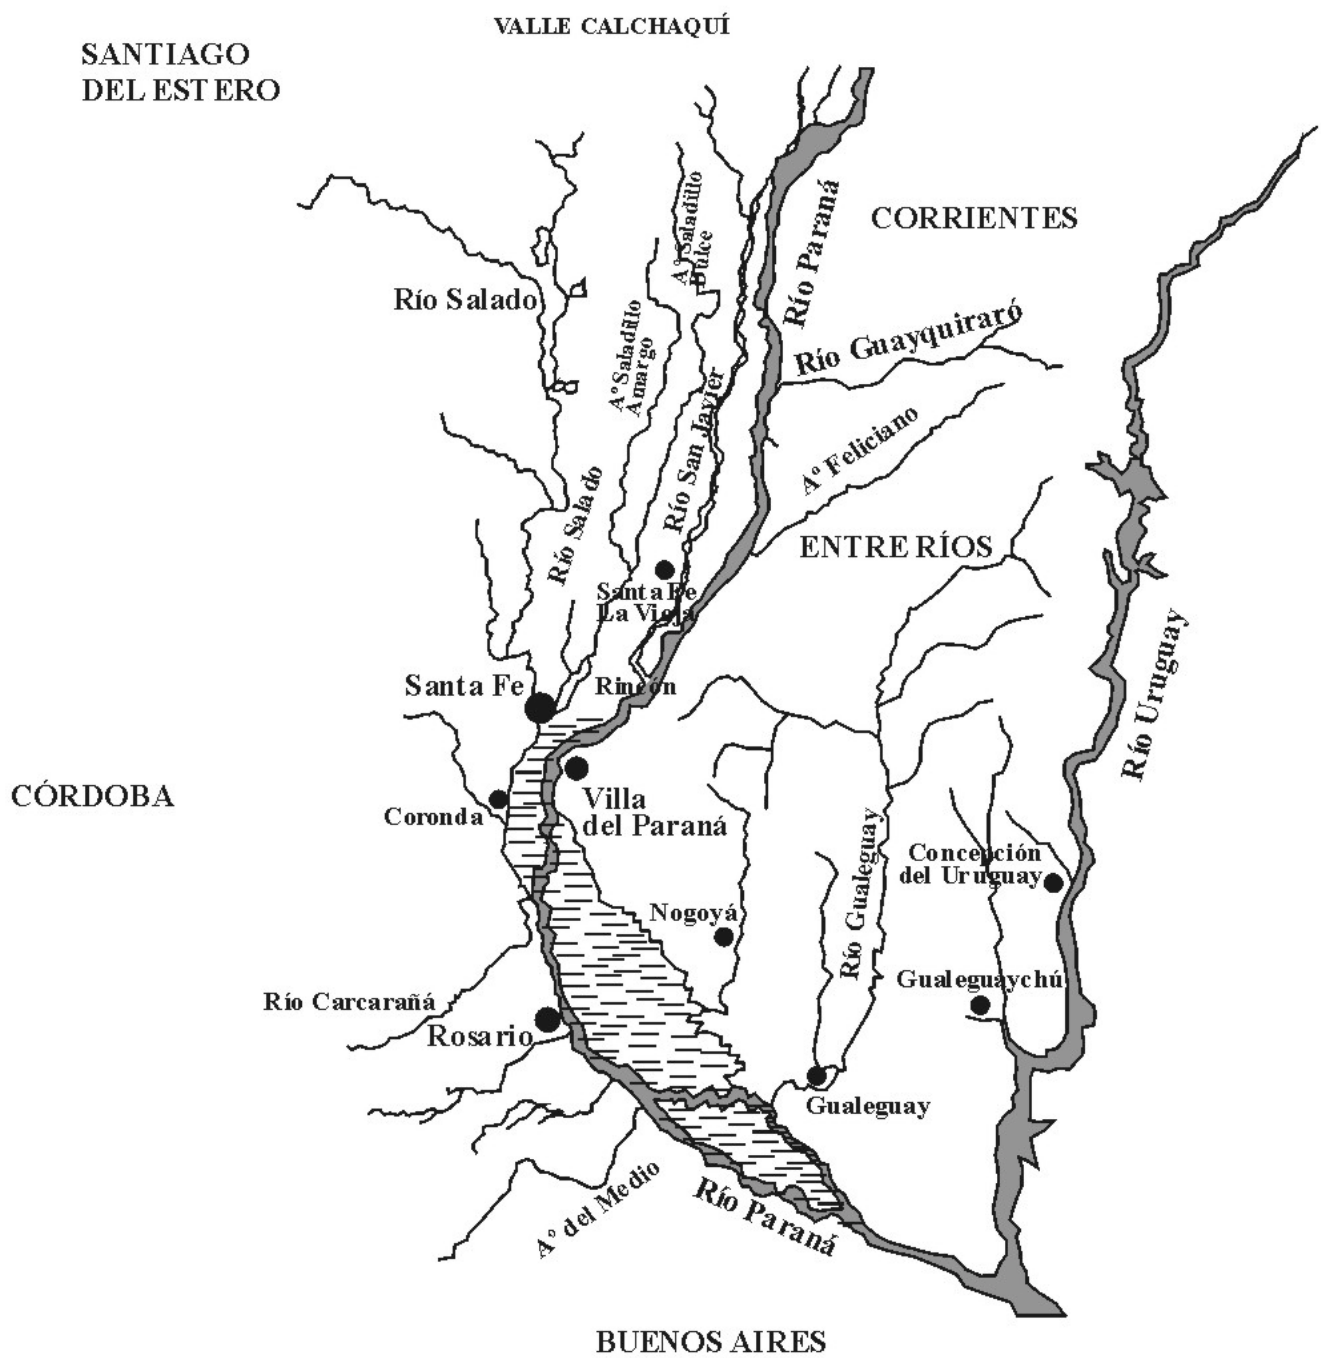 VALLE CALCHAQUÍ
SANTIAGO
DEL ESTERO
CORRIENTES
Río Paraná
Aº Saladillo
Dulce
Río Salado
Aº Saladillo
Amargo
Río Guayquiraró
Río San Javier
Aº Feliciano
Río Salado
ENTRE RÍOS
Santa Fe
La Vieja
Río Uruguay
Santa Fe
Rincón
CÓRDOBA
Coronda
Villa
del Paraná
Río Gualeguay
Concepción
del Uruguay
Nogoyá
Gualeguaychú
Río Carcarañá
Rosario
Gualeguay
Aº del Medio
Río Paraná
BUENOS AIRES